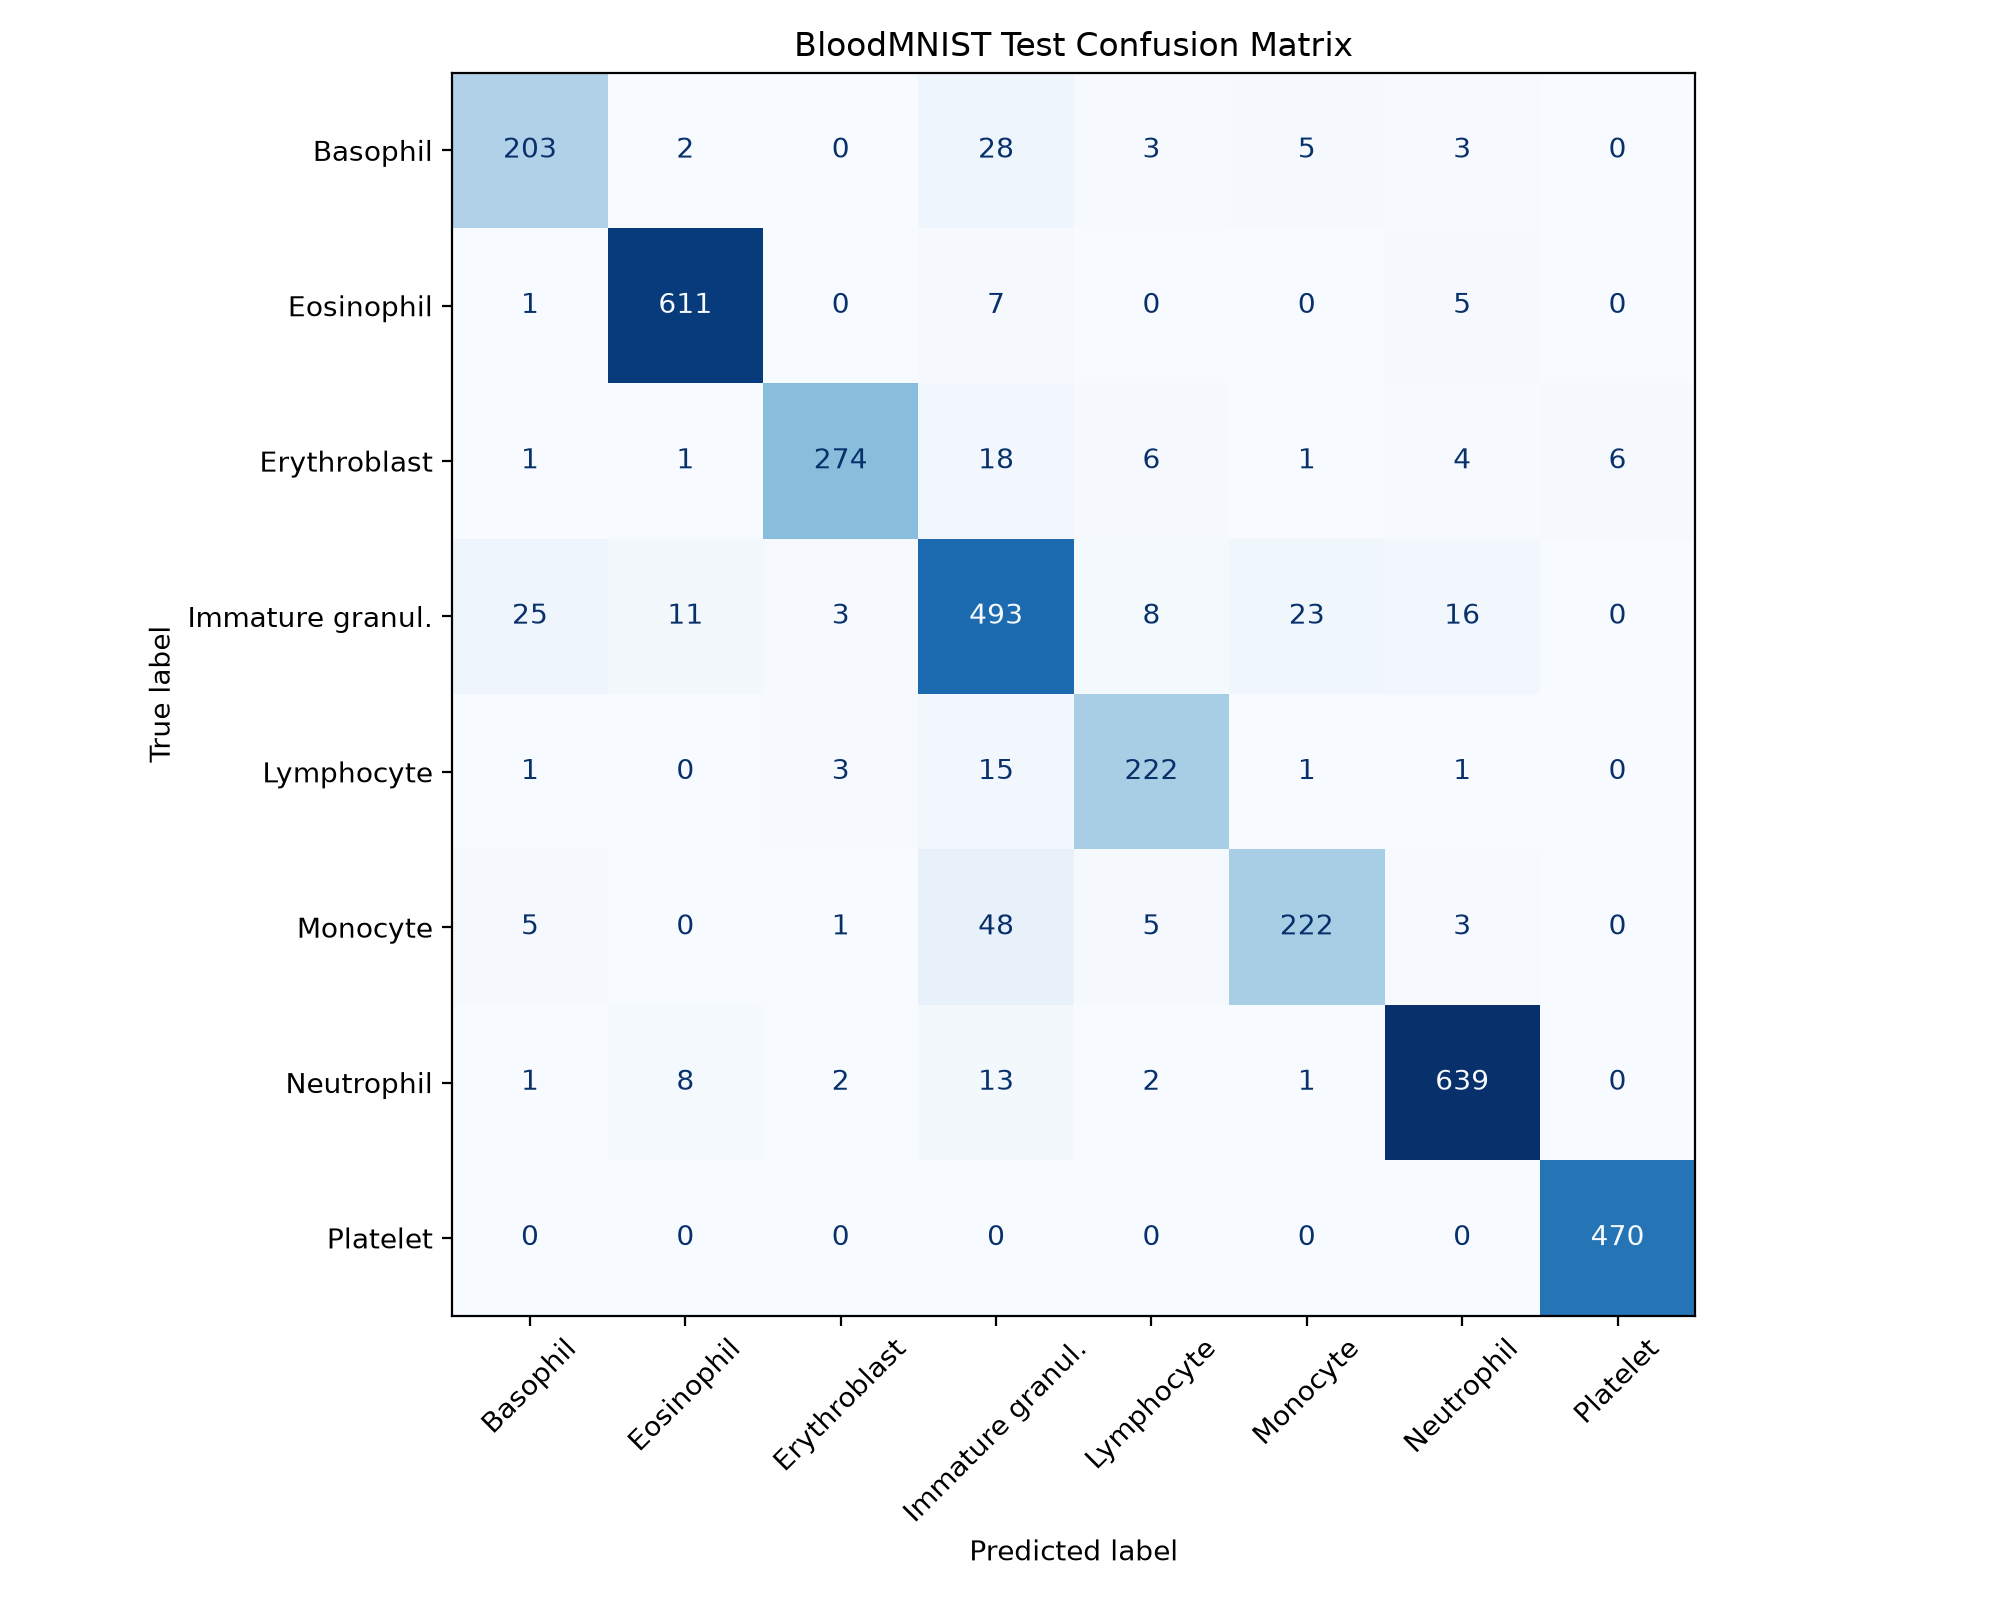 BloodMNIST Test Confusion Matrix
Basophil 203 2 0 28 3 5 3 0
Eosinophil 1 611 0 7 0 0 5 0
Erythroblast 1 1 274 18 6 1 4 6
Immature granul. 25 11 3 493 8 23 16 0
Lymphocyte 1 0 3 15 222 1 1 0
Monocyte 5 0 1 48 5 222 3 0
Neutrophil 1 8 2 13 2 1 639 0
Platelet 0 0 0 0 0 0 0 470
True label
Basophil Eosinophil Erythroblast Immature granul. Lymphocyte Monocyte Neutrophil Platelet
Predicted label